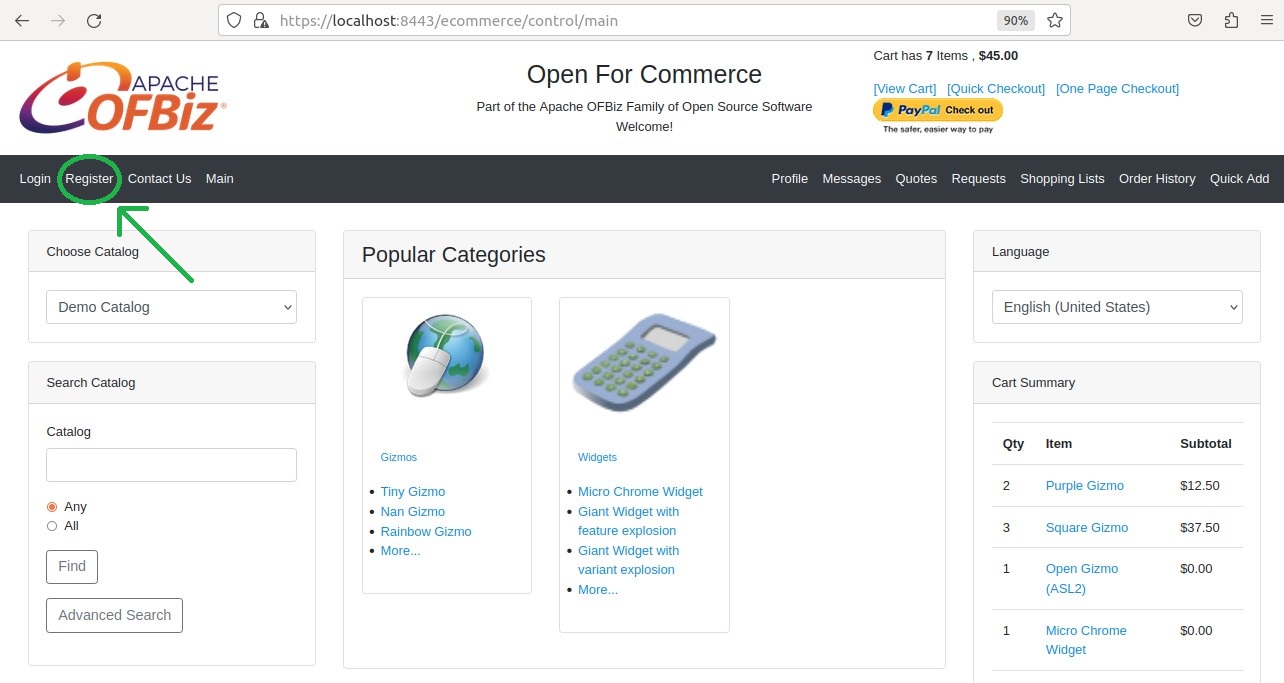 https://localhost:8443/ecommerce/control/main
90%
APACHE
OFBiz®
Open For Commerce
Part of the Apache OFBiz Family of Open Source Software
Welcome!
Cart has 7 Items , $45.00
[View Cart] [Quick Checkout] [One Page Checkout]
PayPal Check out
The safer, easier way to pay
Login Register Contact Us Main
Profile Messages Quotes Requests Shopping Lists Order History Quick Add
Choose Catalog
Demo Catalog
Search Catalog
Catalog
Any
All
Find
Advanced Search
Popular Categories
Gizmos
Tiny Gizmo
Nan Gizmo
Rainbow Gizmo
More...
Widgets
Micro Chrome Widget
Giant Widget with
feature explosion
Giant Widget with
variant explosion
More...
Language
English (United States)
Cart Summary
Qty Item Subtotal
2 Purple Gizmo $12.50
3 Square Gizmo $37.50
1 Open Gizmo $0.00
(ASL2)
1 Micro Chrome $0.00
Widget